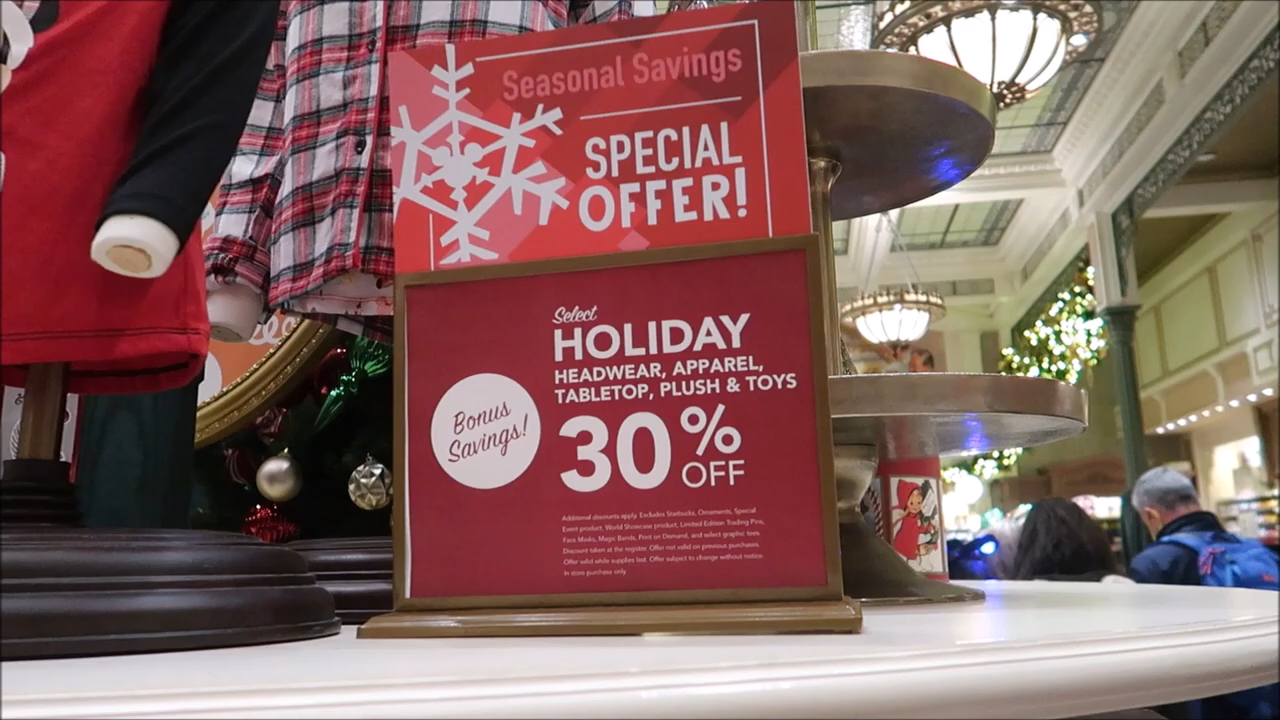 Seasonal Savings
SPECIAL
OFFER!
Select
HOLIDAY
HEADWEAR, APPAREL,
TABLETOP, PLUSH & TOYS
Bonus
Savings!
30%
OFF
Additional discounts apply. Excludes Starbucks, Ornaments, Special
Event product, World Showcase product, Limited Edition Trading Pins,
Face Masks, Magic Bands, Print on Demand, and select graphic tees.
Discount taken at the register. Offer not valid on previous purchases.
Offer valid while supplies last. Offer subject to change without notice.
In store purchase only.